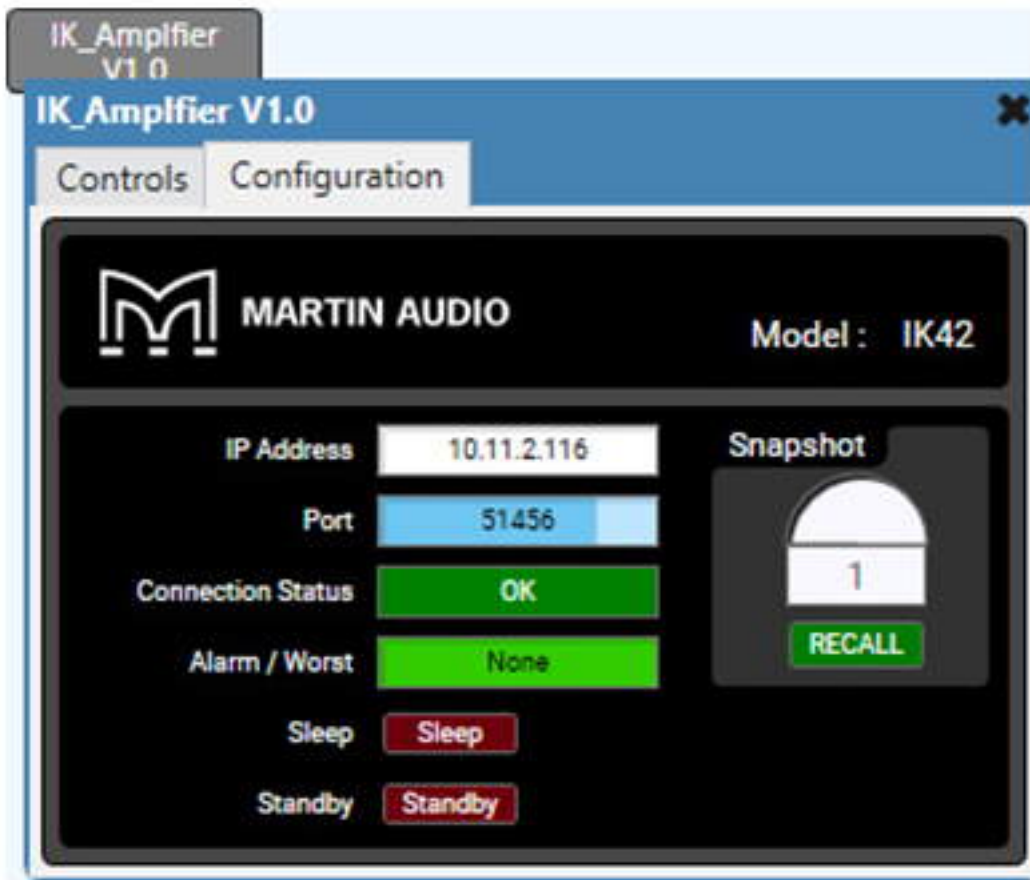 IK_Amplfier
V1.0
IK_Amplfier V1.0
Controls Configuration
MARTIN AUDIO
Model : IK42
IP Address 10.11.2.116
Snapshot
Port 51456
Connection Status OK
1
Alarm / Worst None
RECALL
Sleep Sleep
Standby Standby